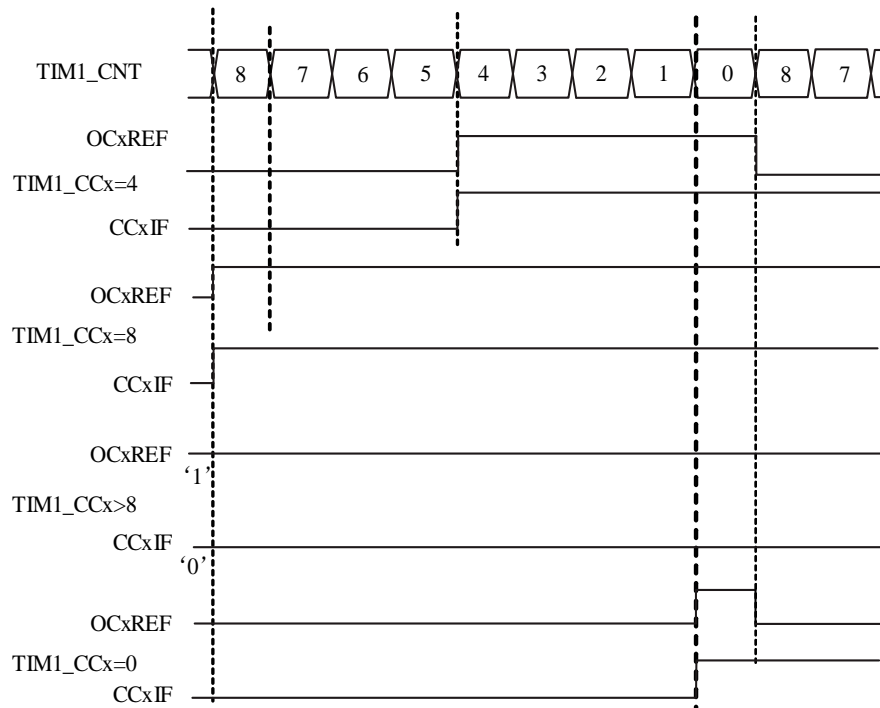 TIM1_CNT 8 7 6 5 4 3 2 1 0 8 7
OCxREF
TIM1_CCx=4
CCxIF
OCxREF
TIM1_CCx=8
CCxIF
OCxREF
‘1’
TIM1_CCx>8
CCxIF
‘0’
OCxREF
TIM1_CCx=0
CCxIF